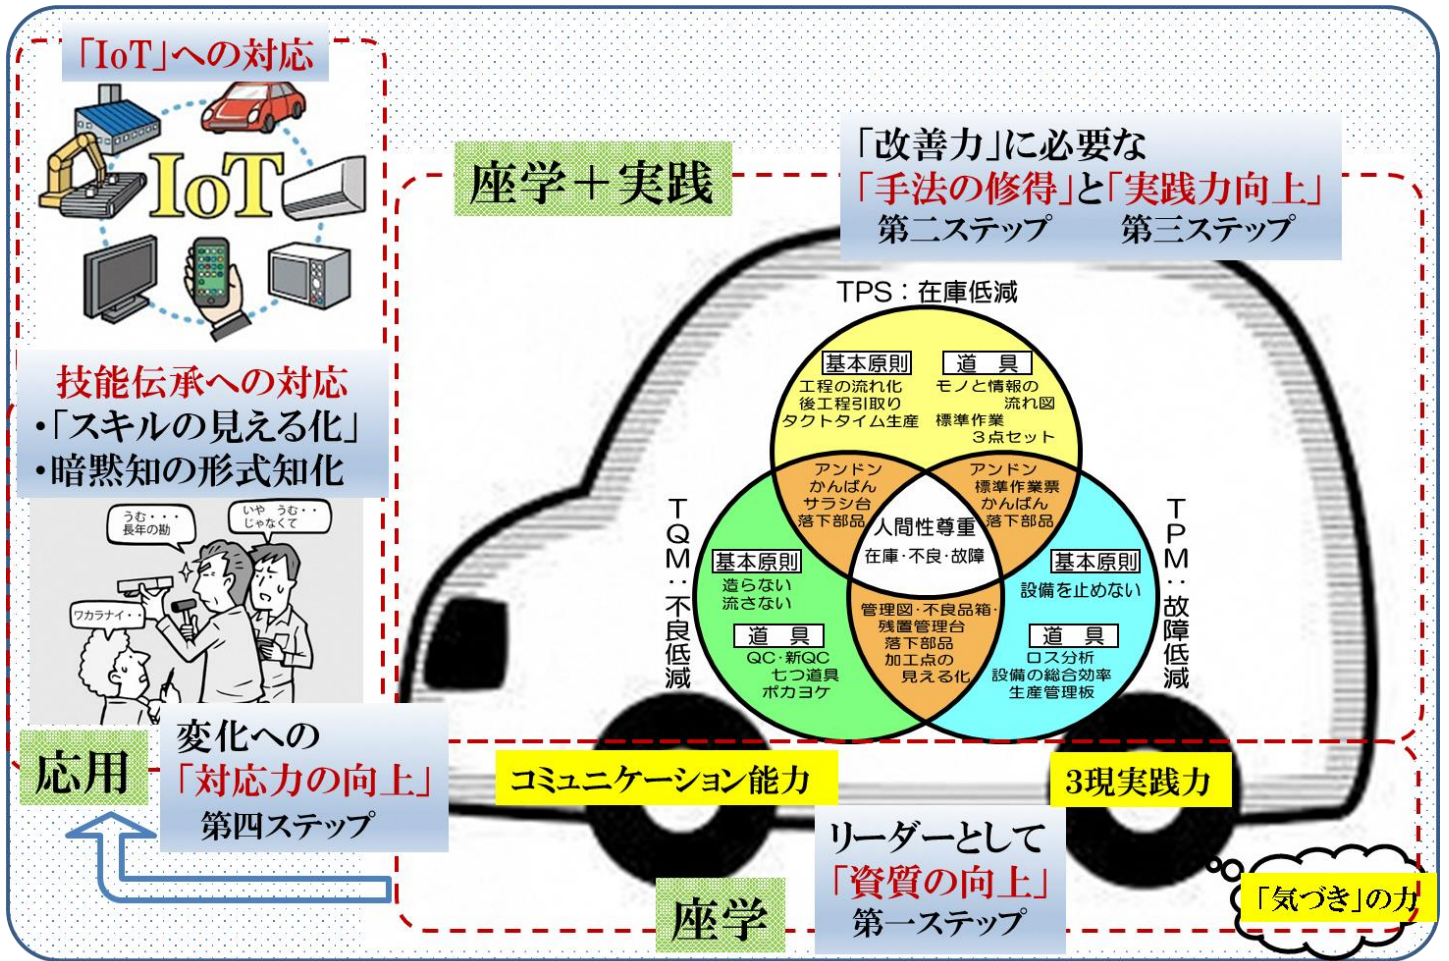 「IoT」への対応
IoT
技能伝承への対応
・「スキルの見える化」
・暗黙知の形式知化
うむ・・・
長年の勘
いや うむ・・
じゃなくて
ワカラナイ・・
応用
変化への
「対応力の向上」
第四ステップ
座学＋実践
「改善力」に必要な
「手法の修得」と「実践力向上」
第二ステップ 第三ステップ
TPS：在庫低減
基本原則
工程の流れ化
後工程引取り
タクトタイム生産
道 具
モノと情報の
流れ図
標準作業
3点セット
アンドン
かんばん
サラシ台
落下部品
アンドン
標準作業票
かんばん
落下部品
人間性尊重
在庫・不良・故障
TQM：不良低減
基本原則
造らない
流さない
道 具
QC・新QC
七つ道具
ポカヨケ
管理図・不良品箱・
残置管理台
落下部品
加工点の
見える化
TPM：故障低減
基本原則
設備を止めない
道 具
ロス分析
設備の総合効率
生産管理板
コミュニケーション能力
3現実践力
リーダーとして
「資質の向上」
第一ステップ
座学
「気づき」の力